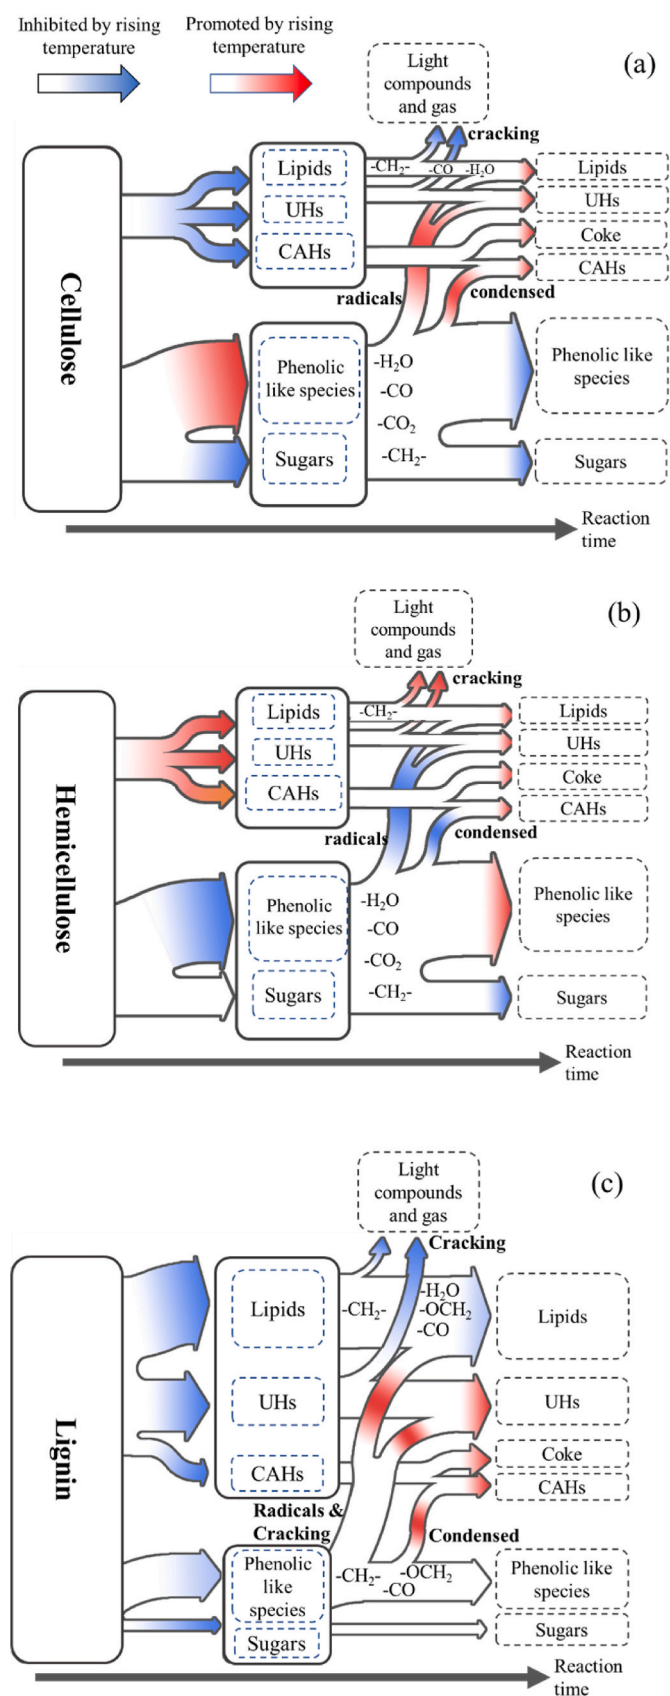 Inhibited by rising
temperature
Promoted by rising
temperature
(a)
Light
compounds
and gas
cracking
Cellulose
Lipids
UHs
CAHs
-CH₂-
-CO
-H₂O
Lipids
UHs
Coke
CAHs
radicals
condensed
Phenolic
like species
Sugars
-H₂O
-CO
-CO₂
-CH₂-
Phenolic like
species
Sugars
Reaction
time
(b)
Light
compounds
and gas
cracking
Hemicellulose
Lipids
UHs
CAHs
-CH₂-
Lipids
UHs
Coke
CAHs
radicals
condensed
Phenolic
like species
Sugars
-H₂O
-CO
-CO₂
-CH₂-
Phenolic like
species
Sugars
Reaction
time
(c)
Light
compounds
and gas
Cracking
Lignin
Lipids
UHs
CAHs
-CH₂-
-H₂O
-OCH₂
-CO
Lipids
UHs
Coke
CAHs
Radicals &
Cracking
Condensed
Phenolic
like
species
Sugars
-CH₂-
-OCH₂
-CO
Phenolic like
species
Sugars
Reaction
time